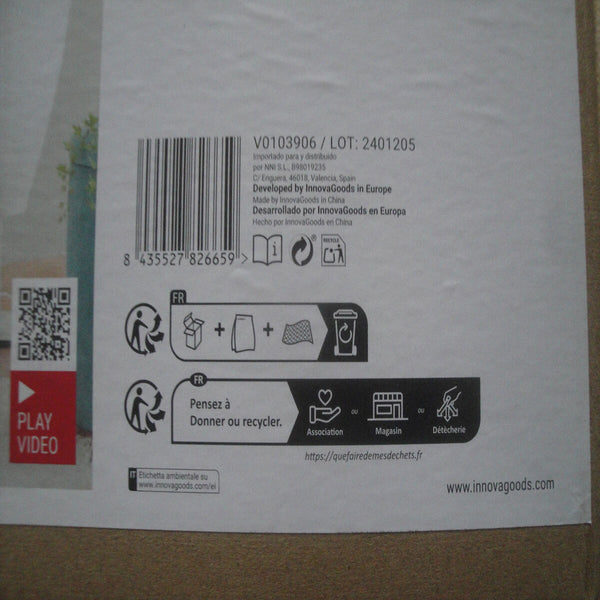 V0103906 / LOT: 2401205
Importado para y distribuido
por NNI S.L., B98019235
C/ Enguera, 46018, Valencia, Spain
Developed by InnovaGoods in Europe
Made by InnovaGoods in China
Desarrollado por InnovaGoods en Europa
Hecho por InnovaGoods en China
8 435527 826659 >
RECYCLE
FR
+ +
FR
Pensez à
Donner ou recycler.
Association ou Magasin ou Détècherie
https://quefairedemesdechets.fr
PLAY
VIDEO
IT Etichetta ambientale su
www.innovagoods.com/ei
www.innovagoods.com